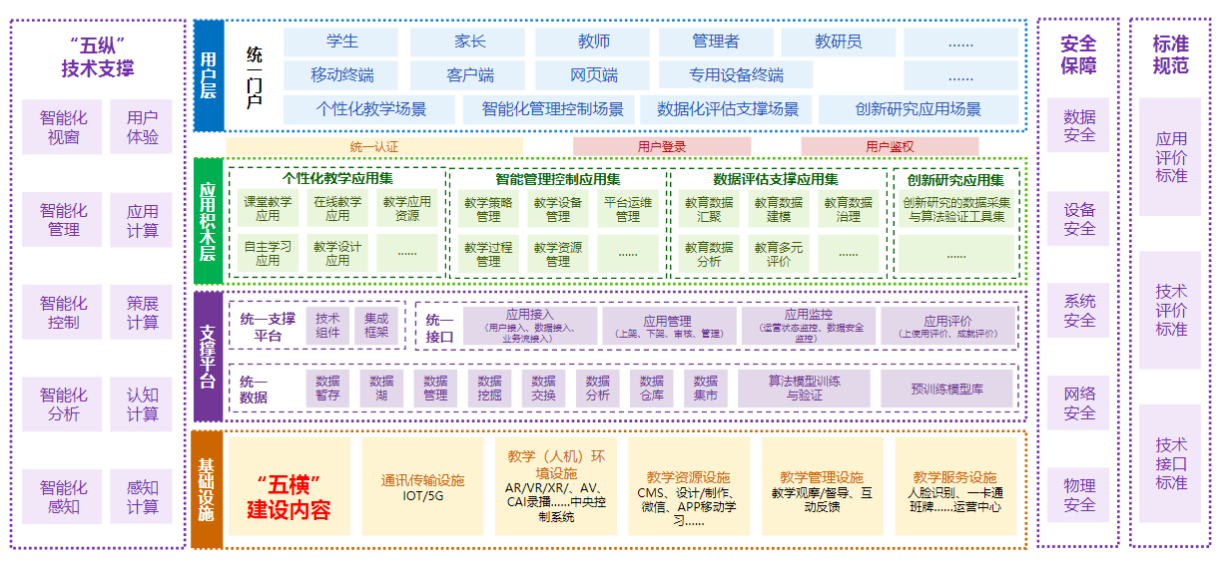 “五纵”
技术支撑
智能化
视窗
用户
体验
智能化
管理
应用
计算
智能化
控制
策展
计算
智能化
分析
认知
计算
智能化
感知
感知
计算
用户层
统一门户
学生
家长
教师
管理者
教研员
......
移动终端
客户端
网页端
专用设备终端
......
个性化教学场景
智能化管理控制场景
数据化评估支撑场景
创新研究应用场景
统一认证
用户登录
用户鉴权
应用积木层
个性化教学应用集
课堂教学
应用
在线教学
应用
教学应用
资源
自主学习
应用
教学设计
应用
......
智能管理控制应用集
教学策略
管理
教学设备
管理
平台运维
管理
教学过程
管理
教学资源
管理
......
数据评估支撑应用集
教育数据
汇聚
教育数据
建模
教育数据
治理
教育数据
分析
教育多元
评价
......
创新研究应用集
创新研究的数据采集
与算法验证工具集
......
支撑平台
统一支撑
平台
技术
组件
集成
框架
统一
接口
应用接入
（用户接入、数据接入、
业务流接入）
应用管理
（上架、下架、审核、管理）
应用监控
（运营状态监控、数据安全
监控）
应用评价
（上使用评价、成就评价）
统一
数据
数据
暂存
数据
湖
数据
管理
数据
挖掘
数据
交换
数据
分析
数据
仓库
数据
集市
算法模型训练
与验证
预训练模型库
基础设施
“五横”
建设内容
通讯传输设施
IOT/5G
教学（人机）环
境设施
AR/VR/XR/、AV、
CAI录播......中央控
制系统
教学资源设施
CMS、设计/制作、
微信、APP移动学
习......
教学管理设施
教学观摩/督导、互
动反馈
教学服务设施
人脸识别、一卡通
班牌......运营中心
安全
保障
数据
安全
设备
安全
系统
安全
网络
安全
物理
安全
标准
规范
应用
评价
标准
技术
评价
标准
技术
接口
标准